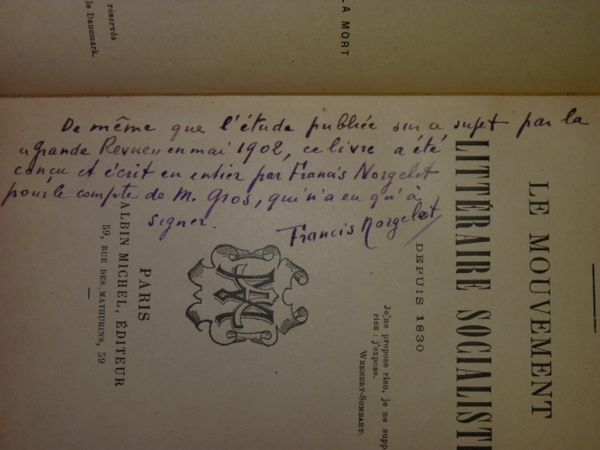 De même que l'étude publiée sur a sujet par la
"grande Revue" en mai 1902, ce livre a été
conçu et écrit en entier par Francis Norgelet
pour le compte de M. Gros, qui n'a eu qu'à
signer.
Francis Norgelet
LE MOUVEMENT
LITTÉRAIRE SOCIALIST
DEPUIS 1830
Je ne propose rien, je ne supp
rien : j'expose.
WERNERT-SOMBART.
PARIS
ALBIN MICHEL, ÉDITEUR
59, RUE DES MATHURINS, 59
LA MORT
réservés
le Danemark.